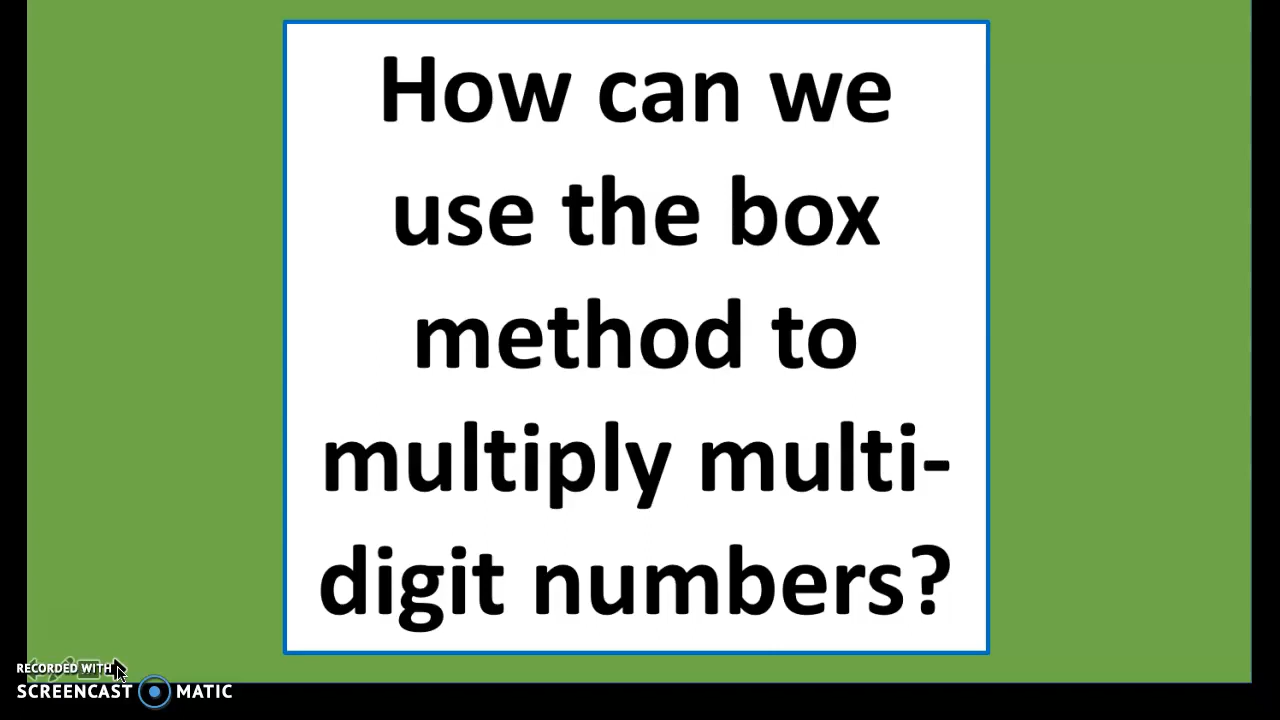 How can we
use the box
method to
multiply multi-
digit numbers?
RECORDED WITH
SCREENCAST MATIC